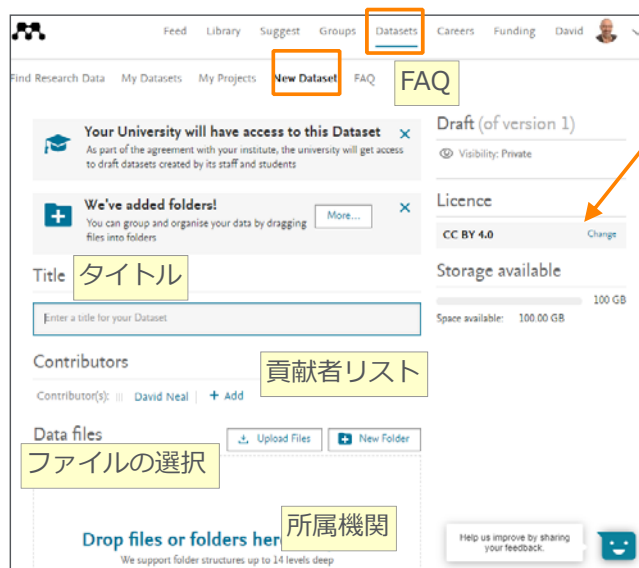 Feed Library Suggest Groups Datasets Careers Funding David
Find Research Data My Datasets My Projects New Dataset FAQ
FAQ
Your University will have access to this Dataset
As part of the agreement with your institute, the university will get access
to draft datasets created by its staff and students
We've added folders!
You can group and organise your data by dragging
files into folders
More...
Title
タイトル
Enter a title for your Dataset
Contributors
貢献者リスト
Contributor(s): David Neal + Add
Data files
Upload Files
New Folder
ファイルの選択
所属機関
Drop files or folders here
We support folder structures up to 14 levels deep
Draft (of version 1)
Visibility: Private
Licence
CC BY 4.0 Change
Storage available
100 GB
Space available: 100.00 GB
Help us improve by sharing
your feedback.